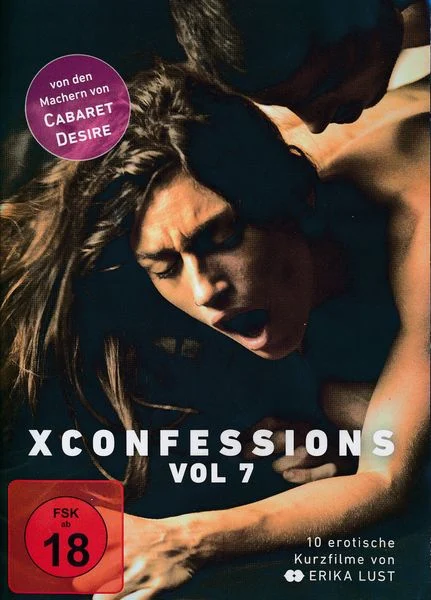 von den
Machern von
CABARET
DESIRE
XCONFESSIONS
VOL 7
FSK
ab
18
10 erotische
Kurzfilme von
ERIKA LUST